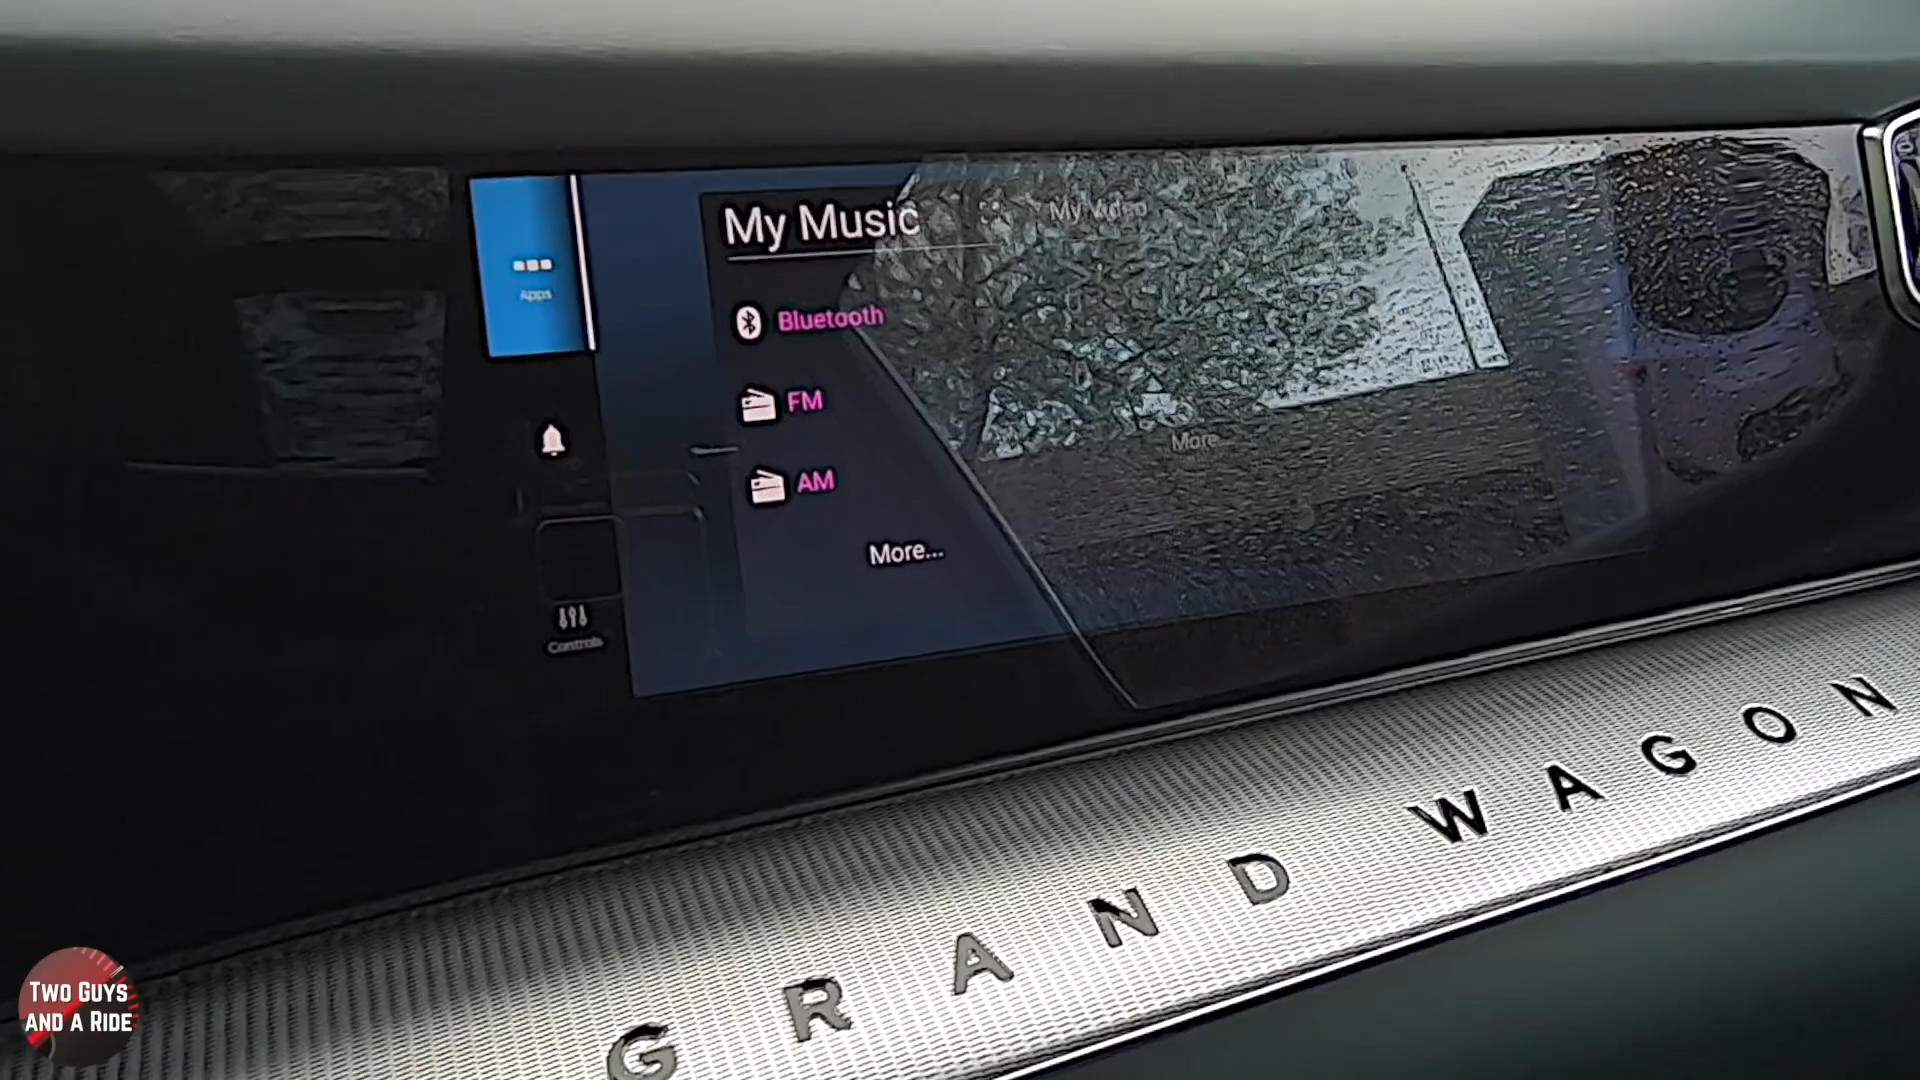 Apps
My Music
My Video
Bluetooth
FM
AM
More...
More...
Controls
GRAND WAGON
TWO GUYS
AND A RIDE